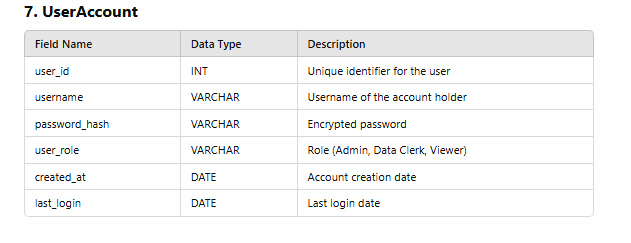 7. UserAccount
Field Name Data Type Description
user_id INT Unique identifier for the user
username VARCHAR Username of the account holder
password_hash VARCHAR Encrypted password
user_role VARCHAR Role (Admin, Data Clerk, Viewer)
created_at DATE Account creation date
last_login DATE Last login date